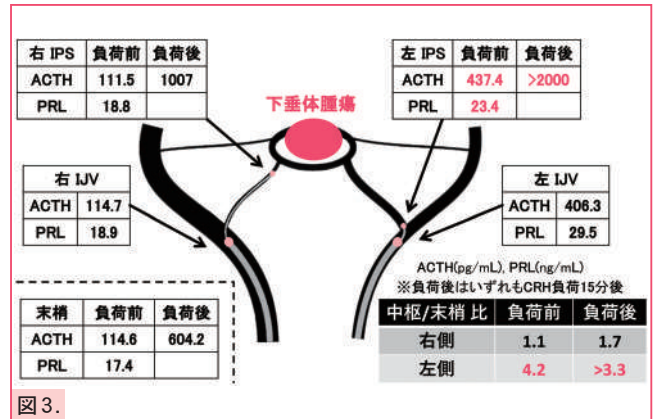 右 IPS 負荷前 負荷後
ACTH 111.5 1007
PRL 18.8
左 IPS 負荷前 負荷後
ACTH 437.4 >2000
PRL 23.4
下垂体腫瘍
右 IJV
ACTH 114.7
PRL 18.9
左 IJV
ACTH 406.3
PRL 29.5
ACTH(pg/mL), PRL(ng/mL)
※負荷後はいずれもCRH負荷15分後
末梢 負荷前 負荷後
ACTH 114.6 604.2
PRL 17.4
中枢/末梢 比 負荷前 負荷後
右側 1.1 1.7
左側 4.2 >3.3
図3.